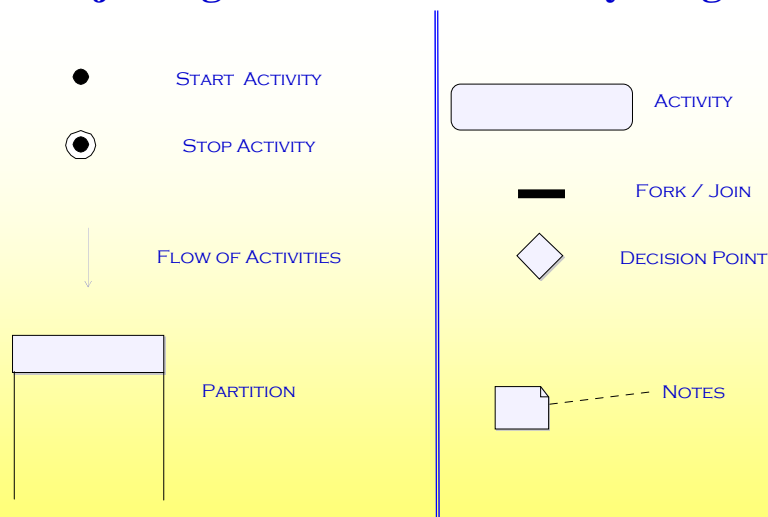 Start Activity
Stop Activity
Flow of Activities
Partition
Activity
Fork / Join
Decision Point
Notes